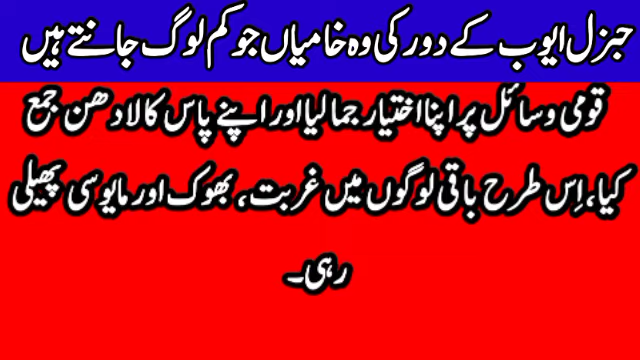 جنرل ایوب کے دور کی وہ خامیاں جو کم لوگ جانتے ہیں
قومی وسائل پر اپنا اختیار جما لیا اور اپنے پاس کالا دھن جمع
کیا، اِس طرح باقی لوگوں میں غربت، بھوک اور مایوسی پھیلی
رہی۔